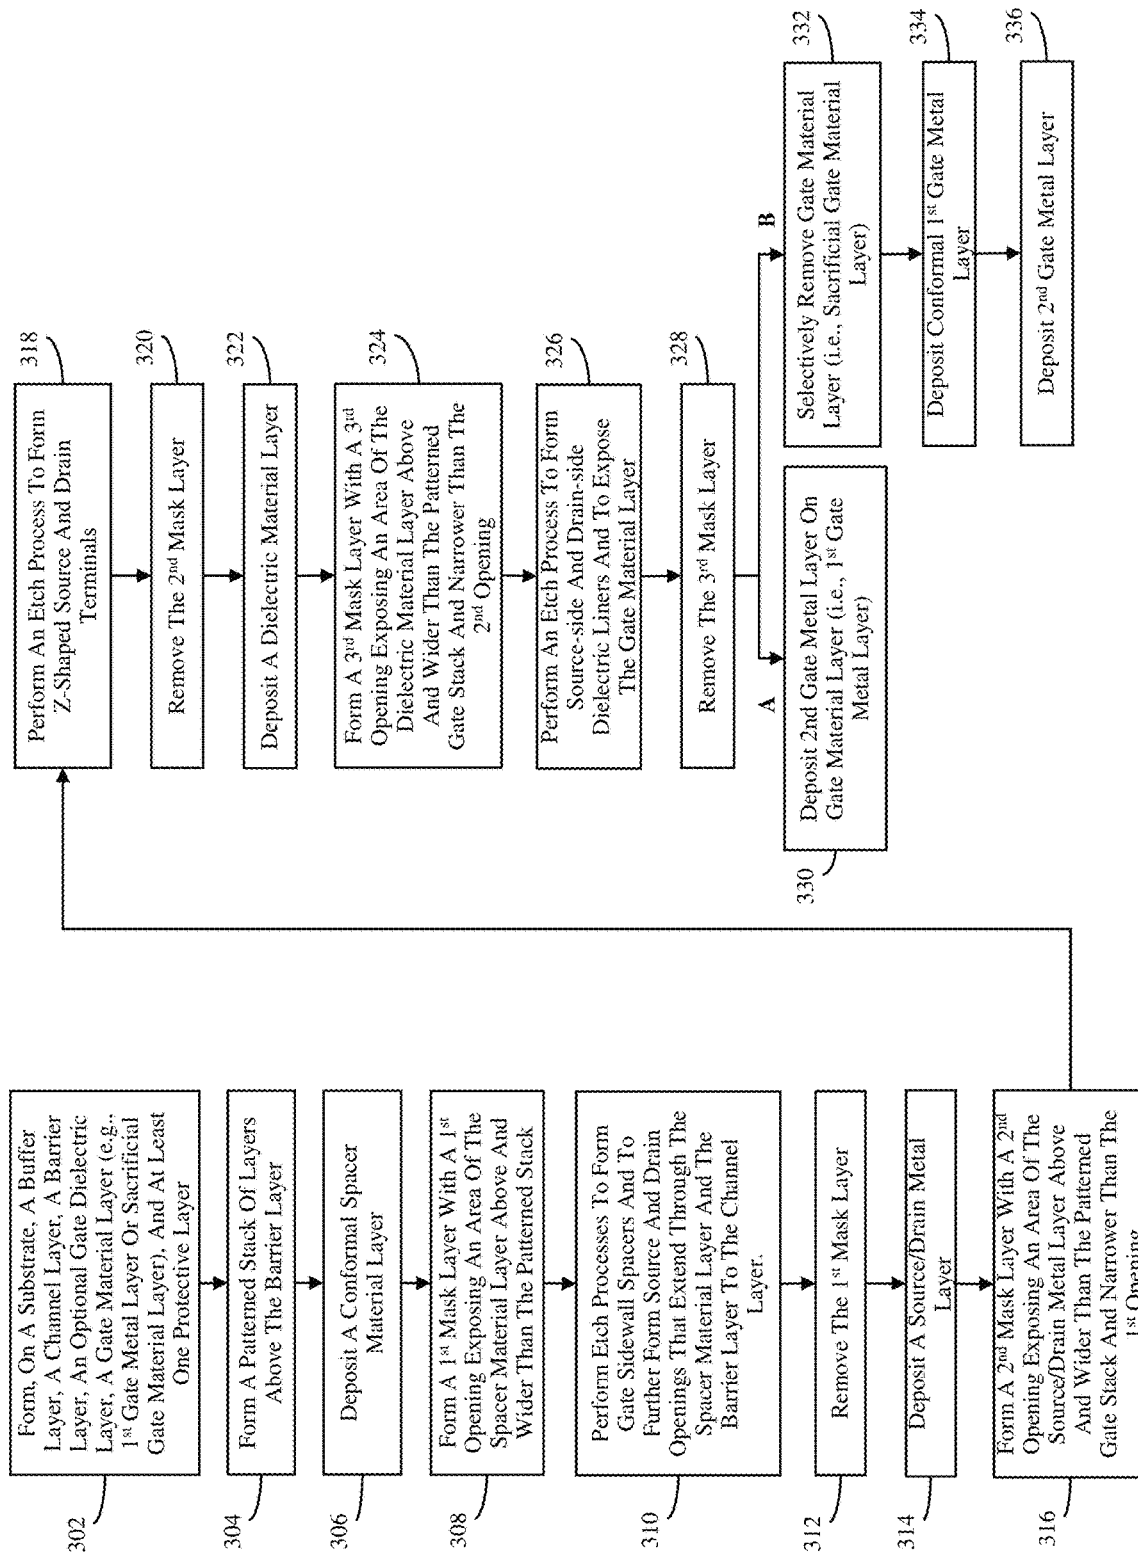 302
Form, On A Substrate, A Buffer
Layer, A Channel Layer, A Barrier
Layer, An Optional Gate Dielectric
Layer, A Gate Material Layer (e.g.,
1st Gate Metal Layer Or Sacrificial
Gate Material Layer), And At Least
One Protective Layer
304
Form A Patterned Stack Of Layers
Above The Barrier Layer
306
Deposit A Conformal Spacer
Material Layer
308
Form A 1st Mask Layer With A 1st
Opening Exposing An Area Of The
Spacer Material Layer Above And
Wider Than The Patterned Stack
310
Perform Each Processes To Form
Gate Sidewall Spacers And To
Further Form Source And Drain
Openings That Extend Through The
Spacer Material Layer And The
Barrier Layer To The Channel
Layer.
312
Remove The 1st Mask Layer
314
Deposit A Source/Drain Metal
Layer
316
Form A 2nd Mask Layer With A 2nd
Opening Exposing An Area Of The
Source/Drain Metal Layer Above
And Wider Than The Patterned
Gate Stack And Narrower Than The
1st Opening
318
Perform An Etch Process To Form
Z-Shaped Source And Drain
Terminals
320
Remove The 2nd Mask Layer
322
Deposit A Dielectric Material Layer
324
Form A 3rd Mask Layer With A 3rd
Opening Exposing An Area Of The
Dielectric Material Layer Above
And Wider Than The Patterned
Gate Stack And Narrower Than The
2nd Opening
326
Perform An Etch Process To Form
Source-side And Drain-side
Dielectric Liners And To Expose
The Gate Material Layer
328
Remove The 3rd Mask Layer
A
B
330
Deposit 2nd Gate Metal Layer On
Gate Material Layer (i.e., 1st Gate
Metal Layer)
332
Selectively Remove Gate Material
Layer (i.e., Sacrificial Gate Material
Layer)
334
Deposit Conformal 1st Gate Metal
Layer
336
Deposit 2nd Gate Metal Layer